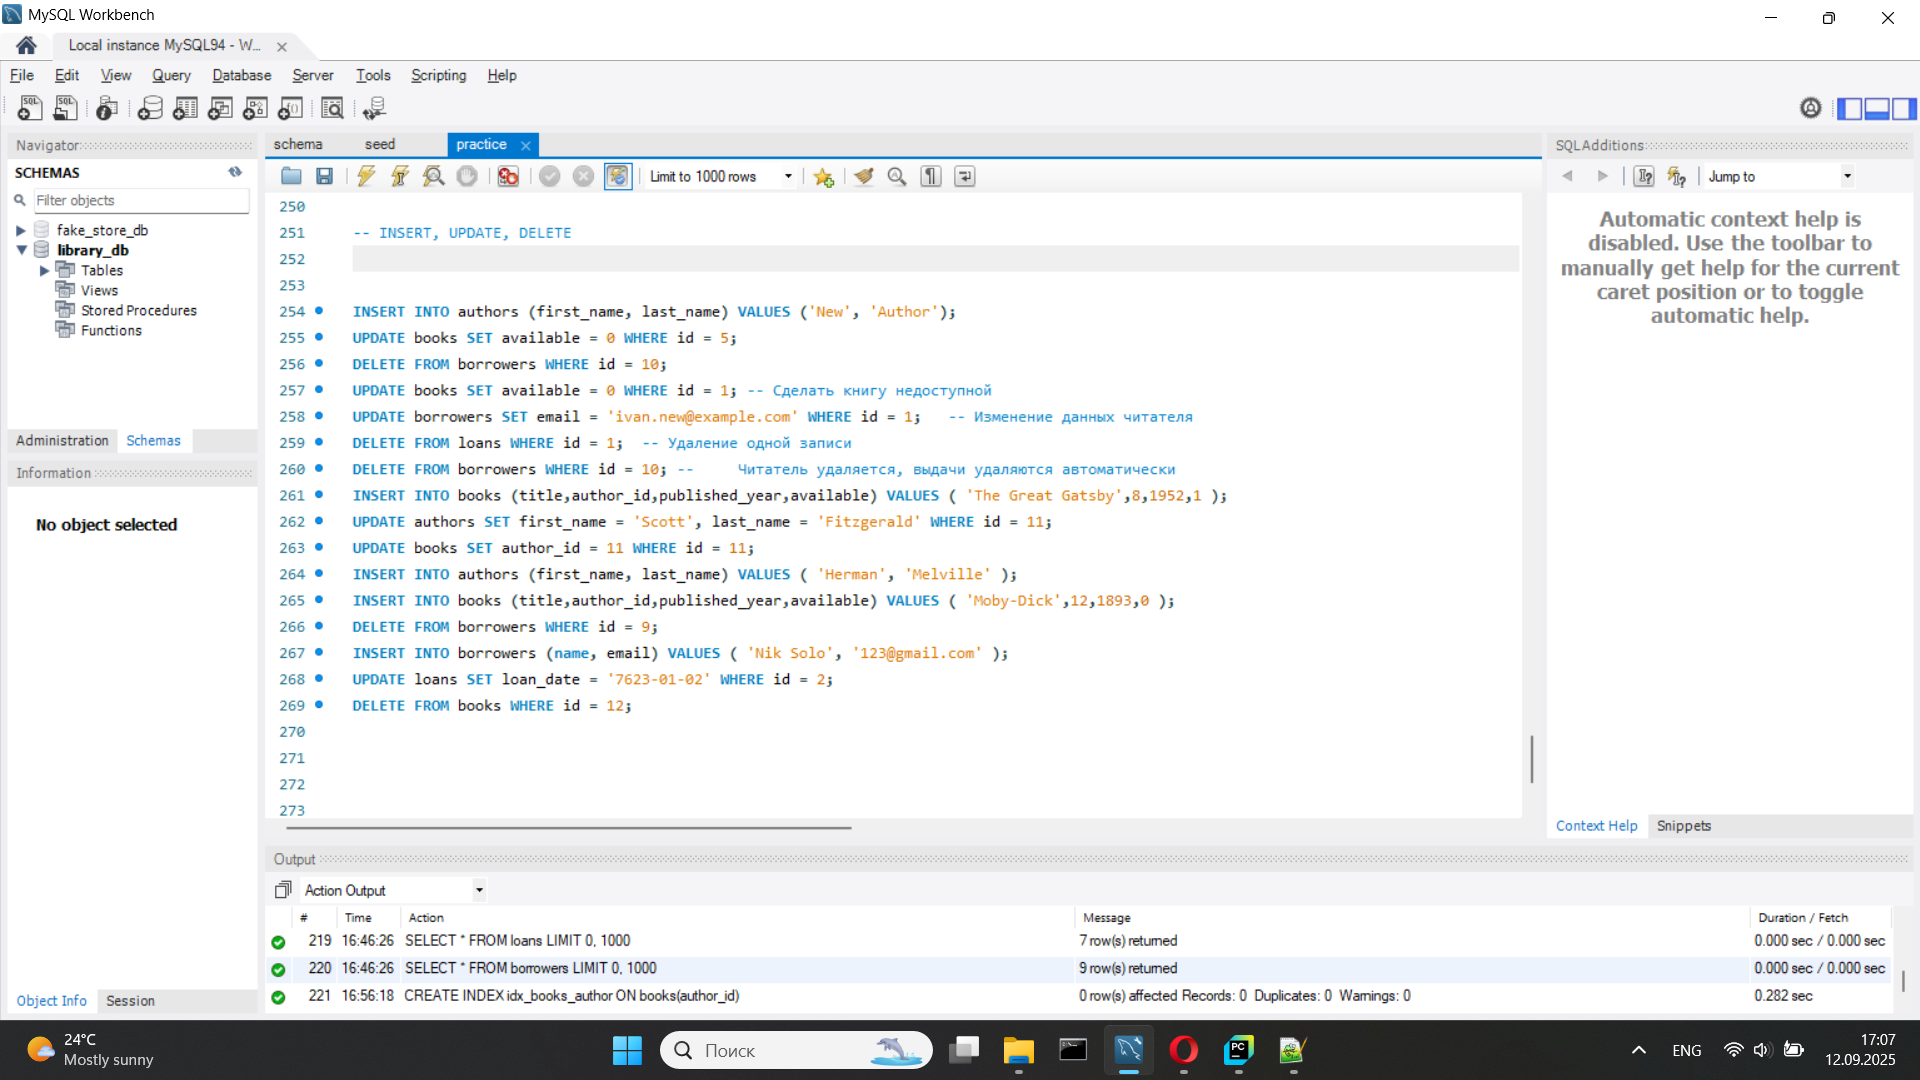 MySQL Workbench
Local instance MySQL94 - W...
File Edit View Query Database Server Tools Scripting Help
Navigator
SCHEMAS
Filter objects
fake_store_db
library_db
Tables
Views
Stored Procedures
Functions
Administration Schemas
Information
No object selected
Object Info Session
schema seed practice
Limit to 1000 rows
250
251 -- INSERT, UPDATE, DELETE
252
253
254 INSERT INTO authors (first_name, last_name) VALUES ('New', 'Author');
255 UPDATE books SET available = 0 WHERE id = 5;
256 DELETE FROM borrowers WHERE id = 10;
257 UPDATE books SET available = 0 WHERE id = 1; -- Сделать книгу недоступной
258 UPDATE borrowers SET email = 'ivan.new@example.com' WHERE id = 1; -- Изменение данных читателя
259 DELETE FROM loans WHERE id = 1; -- Удаление одной записи
260 DELETE FROM borrowers WHERE id = 10; -- Читатель удаляется, выдачи удаляются автоматически
261 INSERT INTO books (title,author_id,published_year,available) VALUES ( 'The Great Gatsby',8,1952,1 );
262 UPDATE authors SET first_name = 'Scott', last_name = 'Fitzgerald' WHERE id = 11;
263 UPDATE books SET author_id = 11 WHERE id = 11;
264 INSERT INTO authors (first_name, last_name) VALUES ( 'Herman', 'Melville' );
265 INSERT INTO books (title,author_id,published_year,available) VALUES ( 'Moby-Dick',12,1893,0 );
266 DELETE FROM borrowers WHERE id = 9;
267 INSERT INTO borrowers (name, email) VALUES ( 'Nik Solo', '123@gmail.com' );
268 UPDATE loans SET loan_date = '7623-01-02' WHERE id = 2;
269 DELETE FROM books WHERE id = 12;
270
271
272
273
SQLAdditions
Jump to
Automatic context help is
disabled. Use the toolbar to
manually get help for the current
caret position or to toggle
automatic help.
Context Help Snippets
Output
Action Output
# Time Action Message Duration / Fetch
219 16:46:26 SELECT * FROM loans LIMIT 0, 1000 7 row(s) returned 0.000 sec / 0.000 sec
220 16:46:26 SELECT * FROM borrowers LIMIT 0, 1000 9 row(s) returned 0.000 sec / 0.000 sec
221 16:56:18 CREATE INDEX idx_books_author ON books(author_id) 0 row(s) affected Records: 0 Duplicates: 0 Warnings: 0 0.282 sec
24°C
Mostly sunny
Поиск
ENG
17:07
12.09.2025